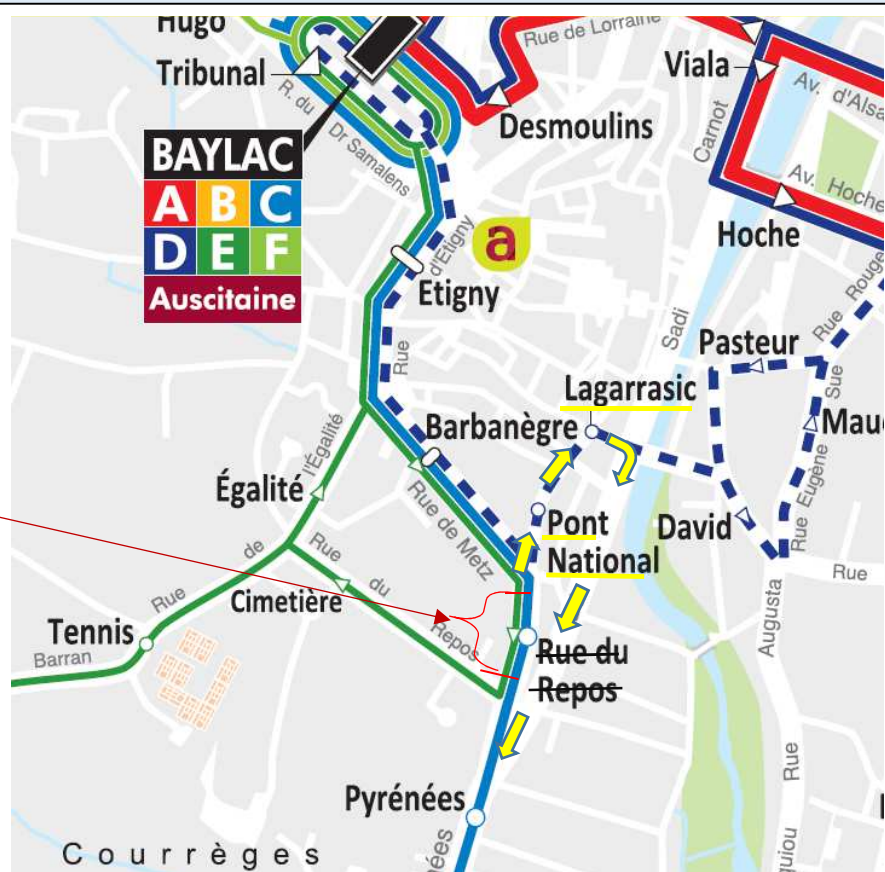 Hugo
Rue de Lorraine
Tribunal
Viala
Av. d'Alsa
R. du
Dr Samalens
Desmoulins
Carnot
BAYLAC
A B C
D E F
Auscitaine
Av. Hoche
Hoche
a
d'Etigny
Etigny
Rue
Sadi
Rue Rouge
Pasteur
Lagarrasic
Sue
Barbanègre
Mau
l'Égalité
Égalité
Rue de Metz
Eugène
Rue
Pont
National
David
de
Rue
du
Repos
Rue
Cimetière
Rue
Augusta
Tennis
Barran
Rue du
Repos
Rue
Pyrénées
Courrèges
nées
quiou